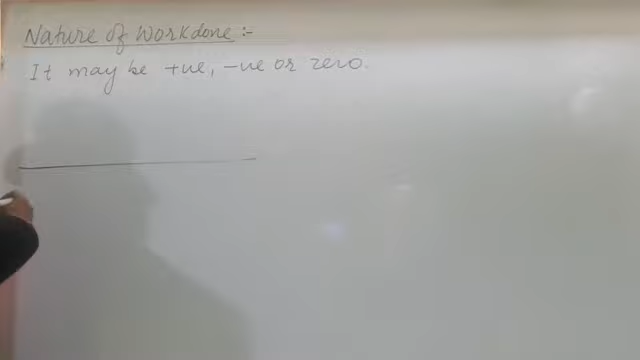 Nature of Workdone :-
It may be +ve, -ve or zero.